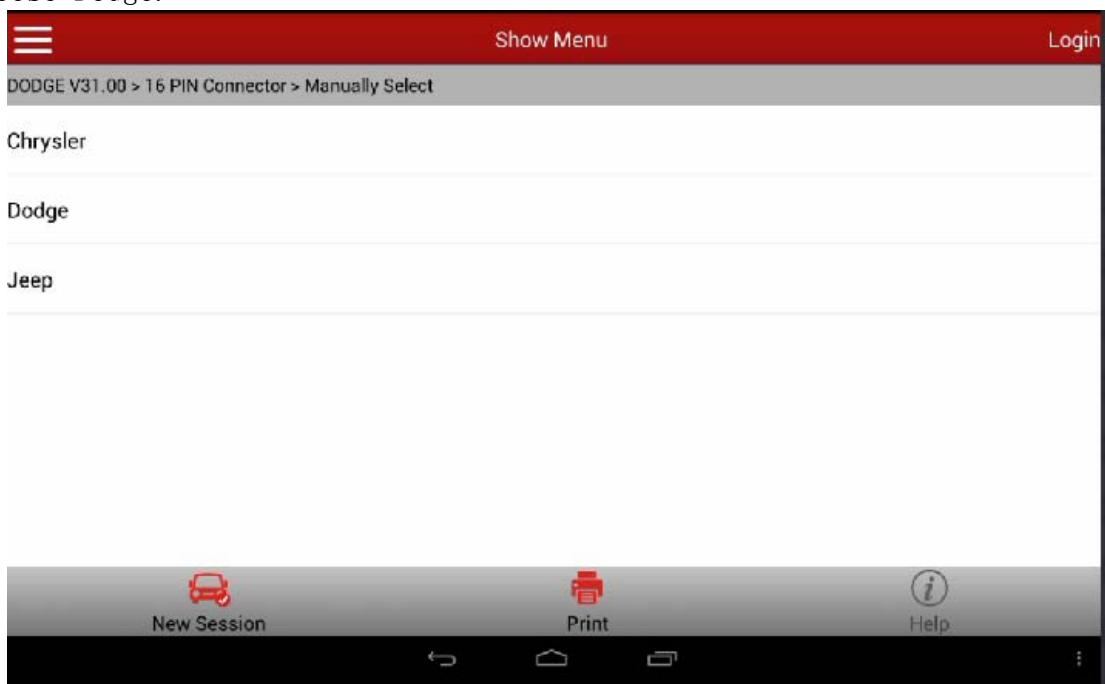 Show Menu
Login
DODGE V31.00 > 16 PIN Connector > Manually Select
Chrysler
Dodge
Jeep
New Session
Print
Help